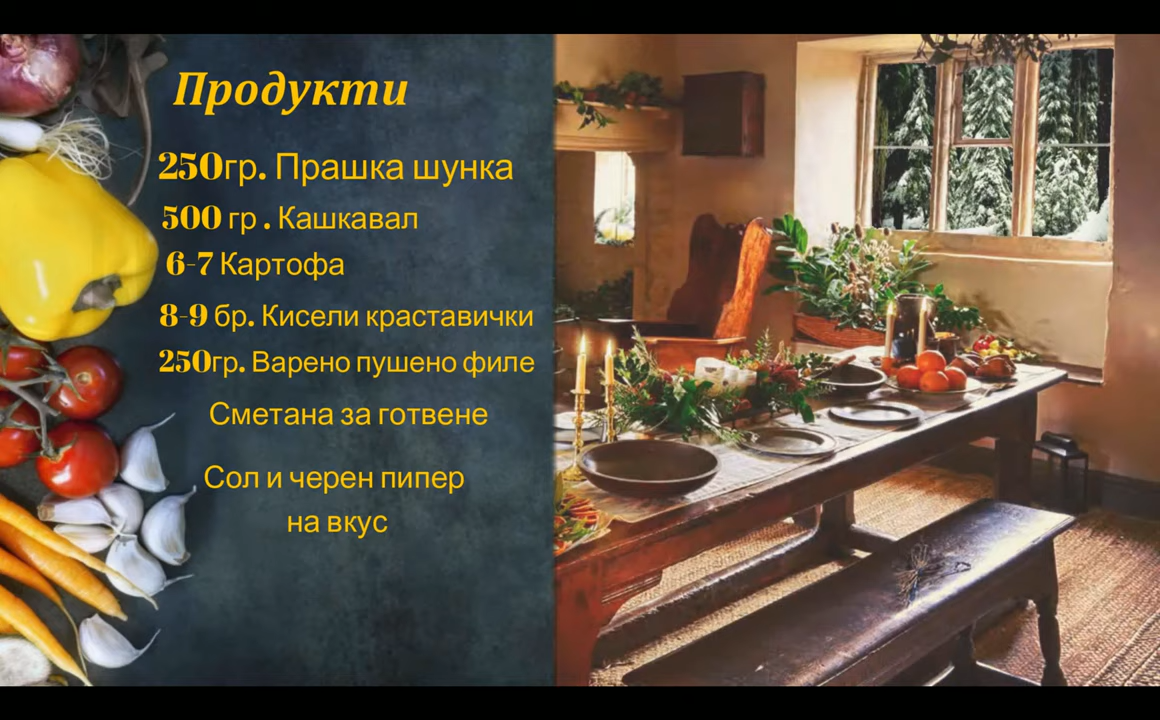 Продукти
250гр. Прашка шунка
500 гр . Кашкавал
6-7 Картофа
8-9 бр. Кисели краставички
250гр. Варено пушено филе
Сметана за готвене
Сол и черен пипер
на вкус